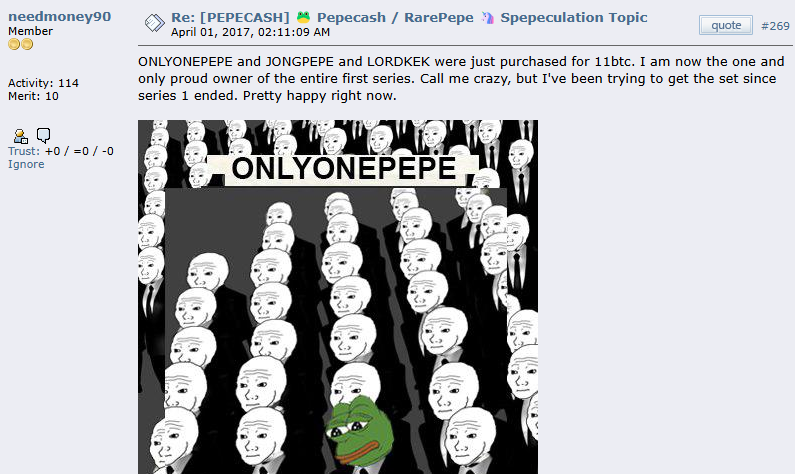 needmoney90
Member
Activity: 114
Merit: 10
Trust: +0 / =0 / -0
Ignore
Re: [PEPECASH] 🐸 Pepecash / RarePepe 🦄 Spepeculation Topic
April 01, 2017, 02:11:09 AM
quote
#269
ONLYONEPEPE and JONGPEPE and LORDKEK were just purchased for 11btc. I am now the one and
only proud owner of the entire first series. Call me crazy, but I've been trying to get the set since
series 1 ended. Pretty happy right now.
ONLYONEPEPE